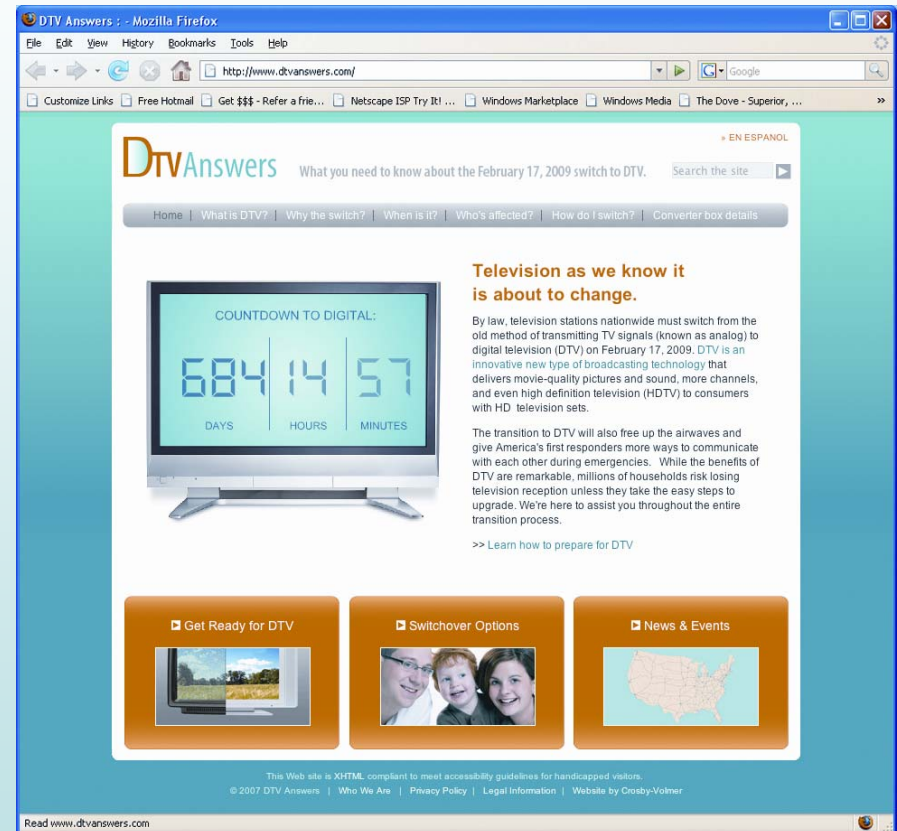 DTV Answers : - Mozilla Firefox
File Edit View History Bookmarks Tools Help
http://www.dtvanswers.com/
Google
Customize Links Free Hotmail Get $$$ - Refer a frie... Netscape ISP Try It! ... Windows Marketplace Windows Media The Dove - Superior, ... »
» EN ESPANOL
DTVAnswers What you need to know about the February 17, 2009 switch to DTV. Search the site
Home | What is DTV? | Why the switch? | When is it? | Who's affected? | How do I switch? | Converter box details
COUNTDOWN TO DIGITAL:
684 14 57
DAYS HOURS MINUTES
Television as we know it
is about to change.
By law, television stations nationwide must switch from the
old method of transmitting TV signals (known as analog) to
digital television (DTV) on February 17, 2009. DTV is an
innovative new type of broadcasting technology that
delivers movie-quality pictures and sound, more channels,
and even high definition television (HDTV) to consumers
with HD television sets.
The transition to DTV will also free up the airwaves and
give America's first responders more ways to communicate
with each other during emergencies. While the benefits of
DTV are remarkable, millions of households risk losing
television reception unless they take the easy steps to
upgrade. We're here to assist you throughout the entire
transition process.
>> Learn how to prepare for DTV
Get Ready for DTV
Switchover Options
News & Events
This Web site is XHTML compliant to meet accessibility guidelines for handicapped visitors.
© 2007 DTV Answers | Who We Are | Privacy Policy | Legal Information | Website by Crosby-Volmer
Read www.dtvanswers.com